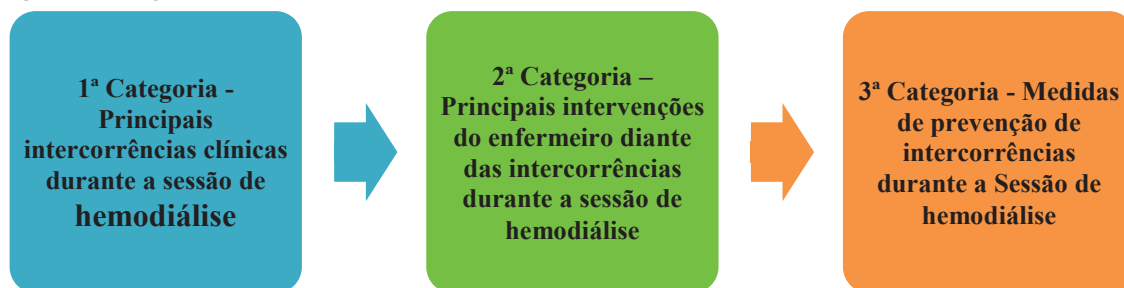 1ª Categoria -
Principais
intercorrências clínicas
durante a sessão de
hemodiálise
2ª Categoria –
Principais intervenções
do enfermeiro diante
das intercorrências
durante a sessão de
hemodiálise
3ª Categoria - Medidas
de prevenção de
intercorrências
durante a Sessão de
hemodiálise